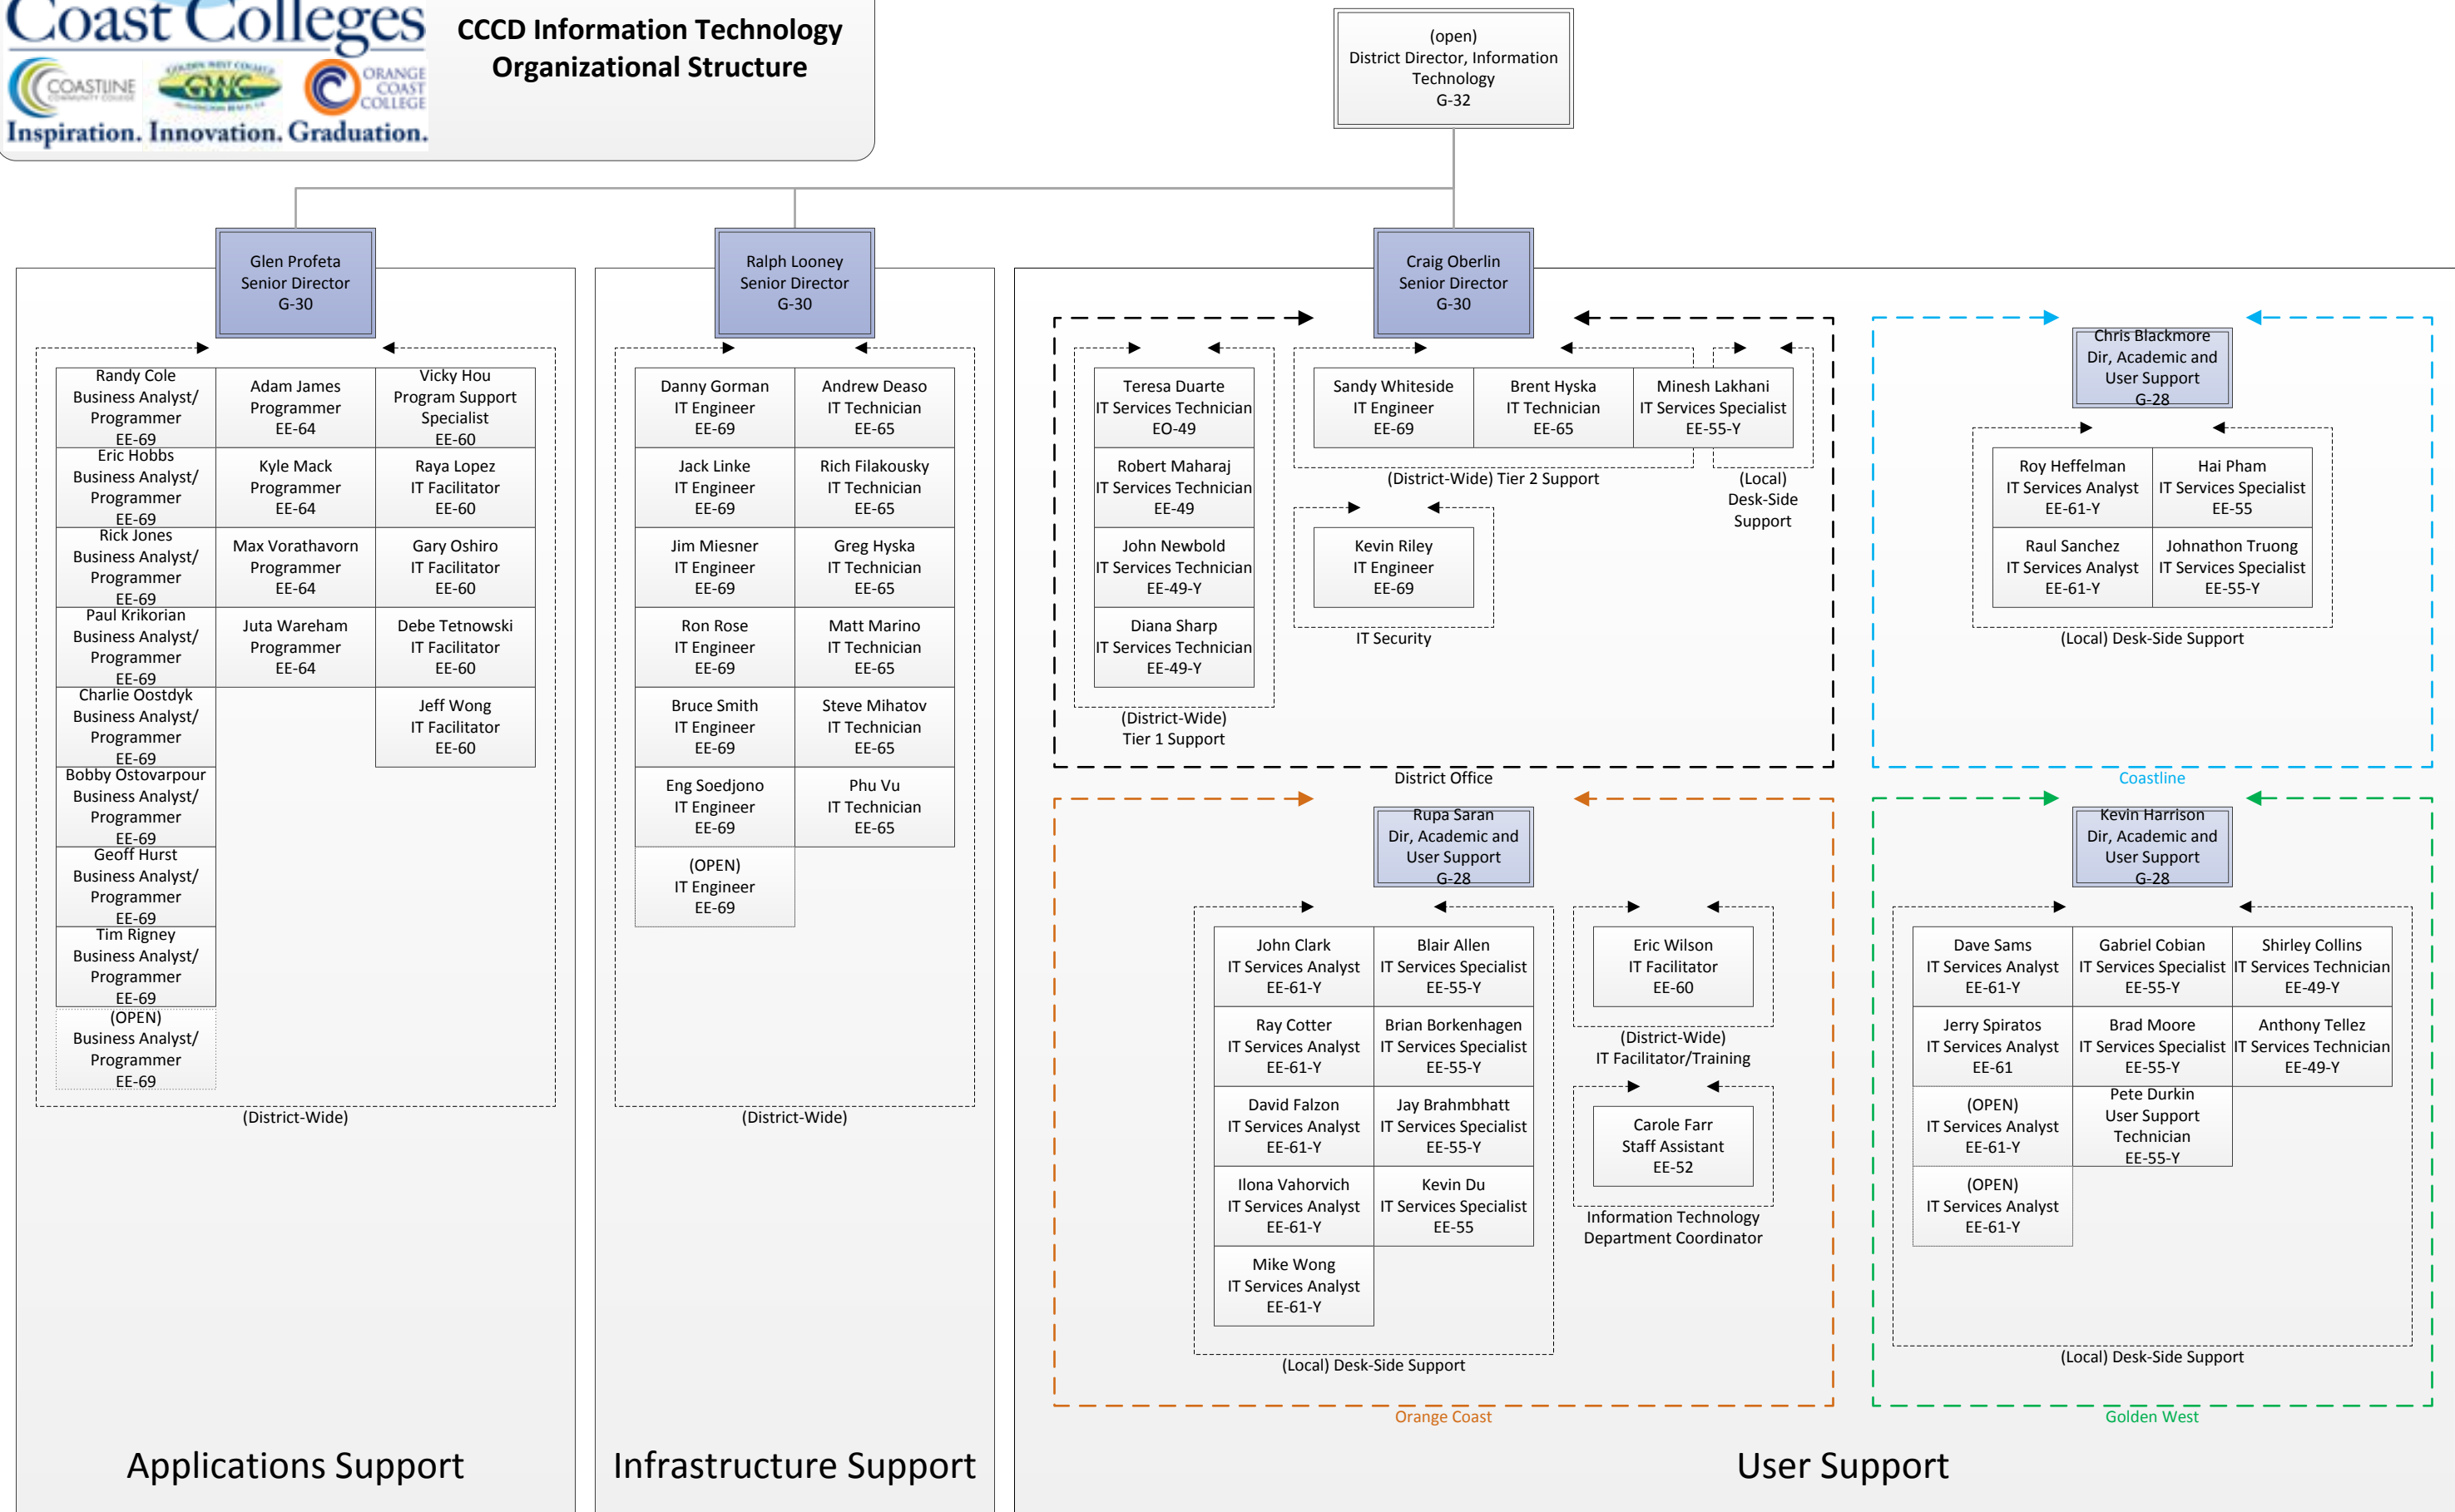 Coast Colleges
COASTLINE
COMMUNITY COLLEGE
GOLDEN WEST COLLEGE
GWC
HUNTINGTON BEACH, CA
ORANGE
COAST
COLLEGE
Inspiration. Innovation. Graduation.
CCCD Information Technology
Organizational Structure
(open)
District Director, Information
Technology
G-32
Glen Profeta
Senior Director
G-30
Randy Cole
Business Analyst/
Programmer
EE-69
Eric Hobbs
Business Analyst/
Programmer
EE-69
Rick Jones
Business Analyst/
Programmer
EE-69
Paul Krikorian
Business Analyst/
Programmer
EE-69
Charlie Oostdyk
Business Analyst/
Programmer
EE-69
Bobby Ostovarpour
Business Analyst/
Programmer
EE-69
Geoff Hurst
Business Analyst/
Programmer
EE-69
Tim Rigney
Business Analyst/
Programmer
EE-69
(OPEN)
Business Analyst/
Programmer
EE-69
Adam James
Programmer
EE-64
Kyle Mack
Programmer
EE-64
Max Vorathavorn
Programmer
EE-64
Juta Wareham
Programmer
EE-64
Vicky Hou
Program Support
Specialist
EE-60
Raya Lopez
IT Facilitator
EE-60
Gary Oshiro
IT Facilitator
EE-60
Debe Tetnowski
IT Facilitator
EE-60
Jeff Wong
IT Facilitator
EE-60
(District-Wide)
Applications Support
Ralph Looney
Senior Director
G-30
Danny Gorman
IT Engineer
EE-69
Jack Linke
IT Engineer
EE-69
Jim Miesner
IT Engineer
EE-69
Ron Rose
IT Engineer
EE-69
Bruce Smith
IT Engineer
EE-69
Eng Soedjono
IT Engineer
EE-69
(OPEN)
IT Engineer
EE-69
Andrew Deaso
IT Technician
EE-65
Rich Filakousky
IT Technician
EE-65
Greg Hyska
IT Technician
EE-65
Matt Marino
IT Technician
EE-65
Steve Mihatov
IT Technician
EE-65
Phu Vu
IT Technician
EE-65
(District-Wide)
Infrastructure Support
Craig Oberlin
Senior Director
G-30
Teresa Duarte
IT Services Technician
EO-49
Robert Maharaj
IT Services Technician
EE-49
John Newbold
IT Services Technician
EE-49-Y
Diana Sharp
IT Services Technician
EE-49-Y
(District-Wide)
Tier 1 Support
Sandy Whiteside
IT Engineer
EE-69
Brent Hyska
IT Technician
EE-65
Minesh Lakhani
IT Services Specialist
EE-55-Y
(District-Wide) Tier 2 Support
(Local)
Desk-Side
Support
Kevin Riley
IT Engineer
EE-69
IT Security
District Office
Chris Blackmore
Dir, Academic and
User Support
G-28
Roy Heffelman
IT Services Analyst
EE-61-Y
Raul Sanchez
IT Services Analyst
EE-61-Y
Hai Pham
IT Services Specialist
EE-55
Johnathon Truong
IT Services Specialist
EE-55-Y
(Local) Desk-Side Support
Coastline
Rupa Saran
Dir, Academic and
User Support
G-28
John Clark
IT Services Analyst
EE-61-Y
Ray Cotter
IT Services Analyst
EE-61-Y
David Falzon
IT Services Analyst
EE-61-Y
Ilona Vahorvich
IT Services Analyst
EE-61-Y
Mike Wong
IT Services Analyst
EE-61-Y
Blair Allen
IT Services Specialist
EE-55-Y
Brian Borkenhagen
IT Services Specialist
EE-55-Y
Jay Brahmbhatt
IT Services Specialist
EE-55-Y
Kevin Du
IT Services Specialist
EE-55
(Local) Desk-Side Support
Eric Wilson
IT Facilitator
EE-60
(District-Wide)
IT Facilitator/Training
Carole Farr
Staff Assistant
EE-52
Information Technology
Department Coordinator
Orange Coast
Kevin Harrison
Dir, Academic and
User Support
G-28
Dave Sams
IT Services Analyst
EE-61-Y
Jerry Spiratos
IT Services Analyst
EE-61
(OPEN)
IT Services Analyst
EE-61-Y
(OPEN)
IT Services Analyst
EE-61-Y
Gabriel Cobian
IT Services Specialist
EE-55-Y
Brad Moore
IT Services Specialist
EE-55-Y
Pete Durkin
User Support
Technician
EE-55-Y
Shirley Collins
IT Services Technician
EE-49-Y
Anthony Tellez
IT Services Technician
EE-49-Y
(Local) Desk-Side Support
Golden West
User Support